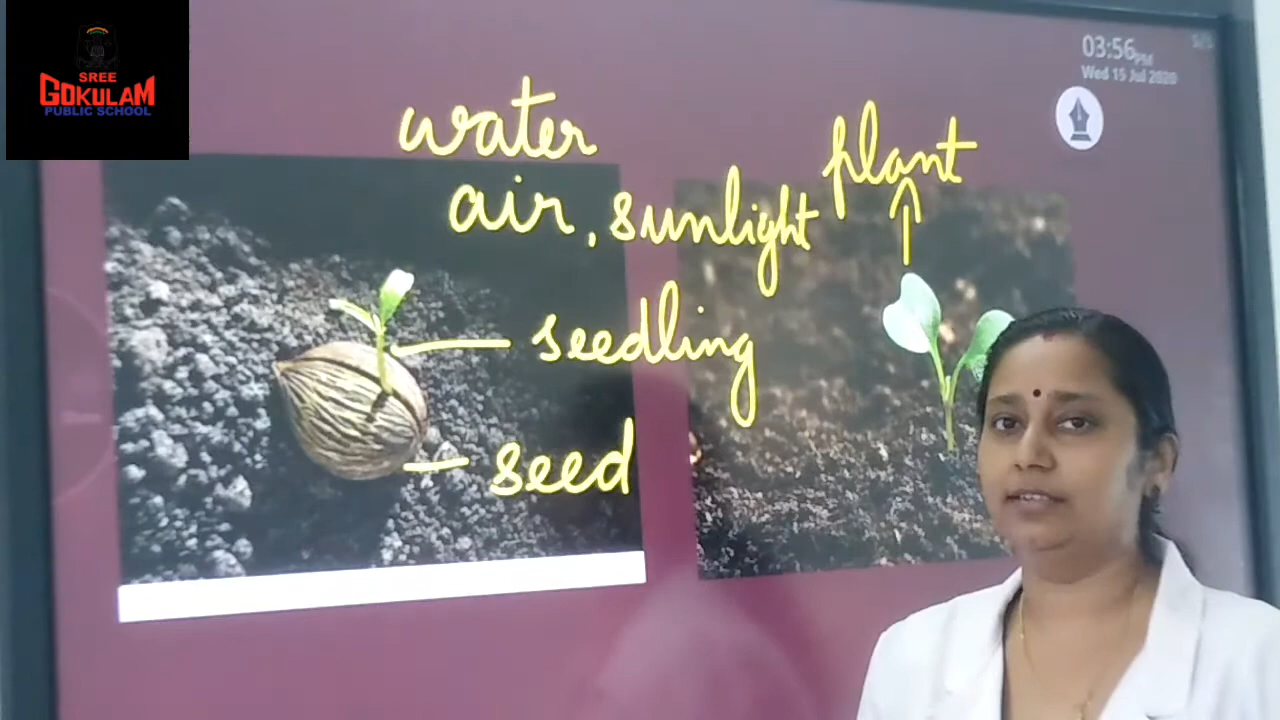 SREE
GOKULAM
PUBLIC SCHOOL
03:56PM
Wed 15 Jul 2020
water
plant
air, sunlight
seedling
seed